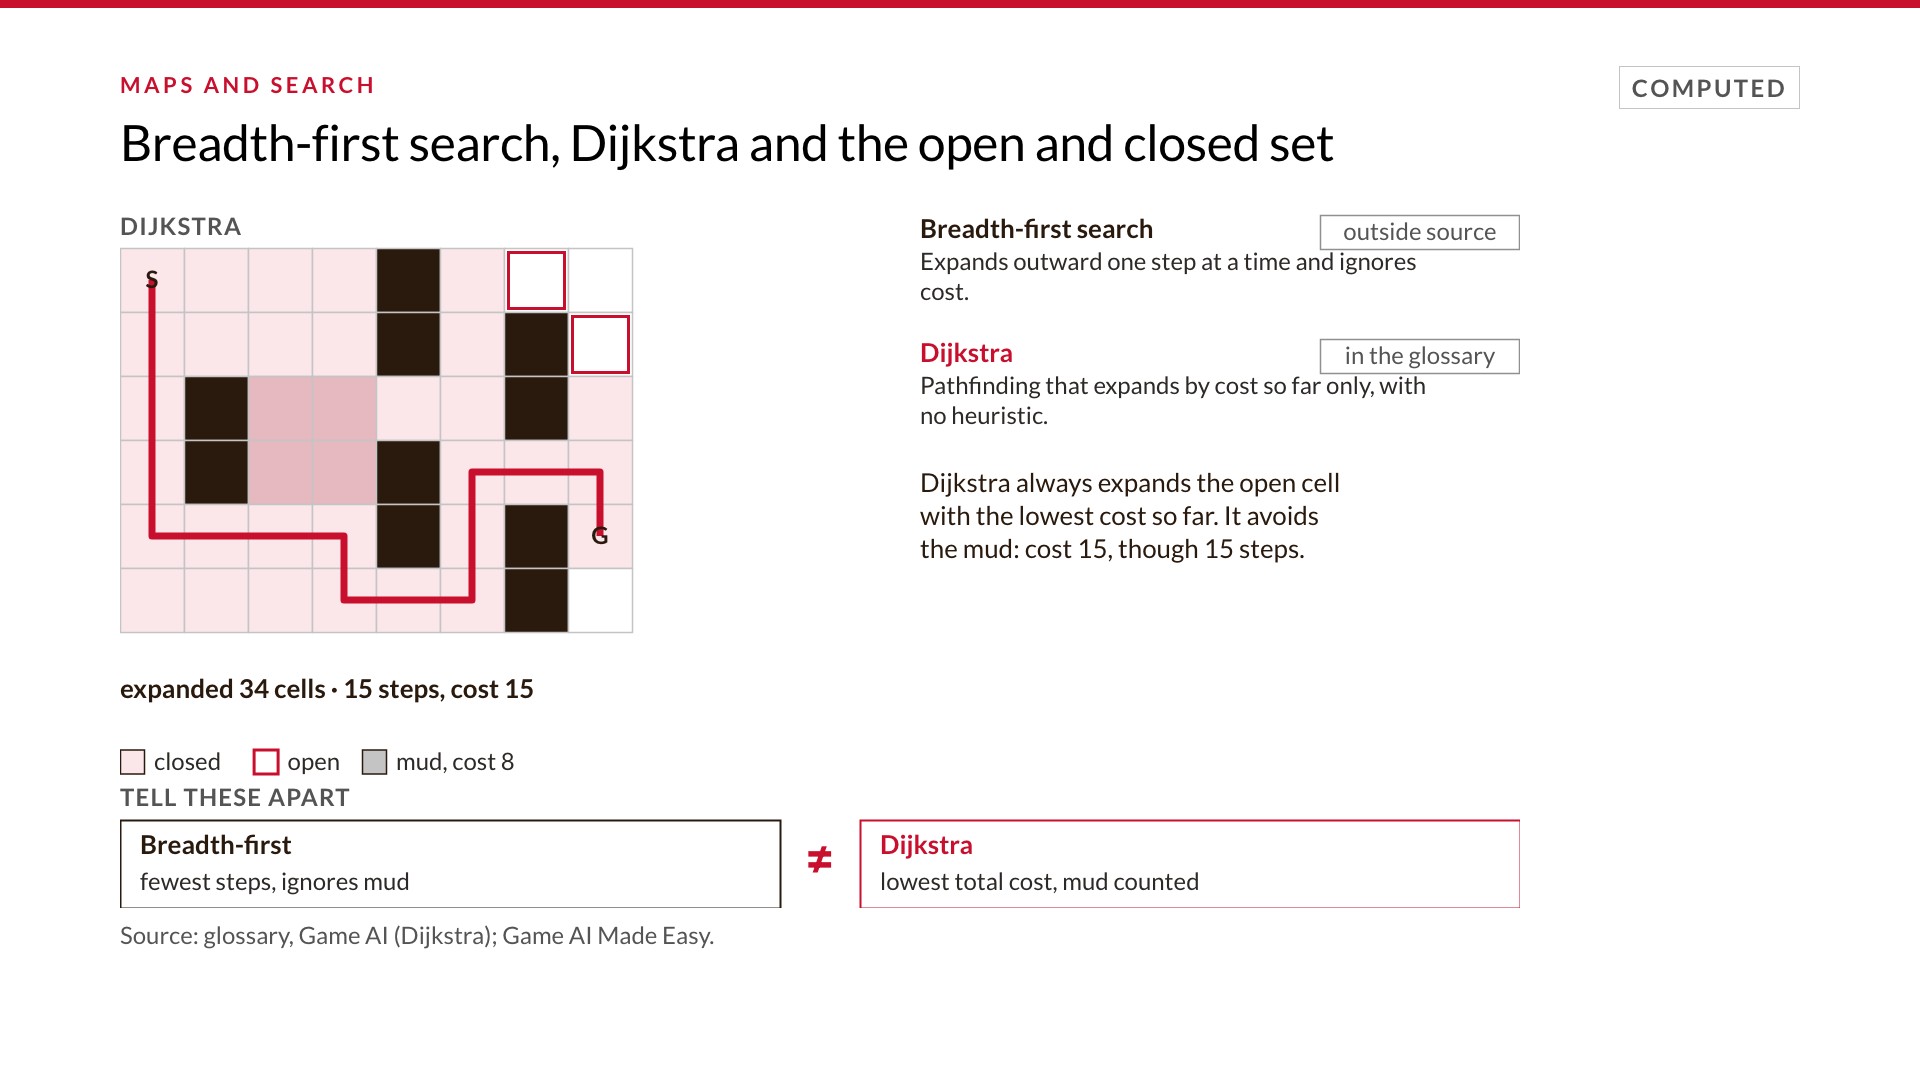 MAPS AND SEARCH
COMPUTED
Breadth-first search, Dijkstra and the open and closed set
DIJKSTRA
S
G
expanded 34 cells · 15 steps, cost 15
closed
open
mud, cost 8
Breadth-first search
outside source
Expands outward one step at a time and ignores
cost.
Dijkstra
in the glossary
Pathfinding that expands by cost so far only, with
no heuristic.
Dijkstra always expands the open cell
with the lowest cost so far. It avoids
the mud: cost 15, though 15 steps.
TELL THESE APART
Breadth-first
fewest steps, ignores mud
≠
Dijkstra
lowest total cost, mud counted
Source: glossary, Game AI (Dijkstra); Game AI Made Easy.